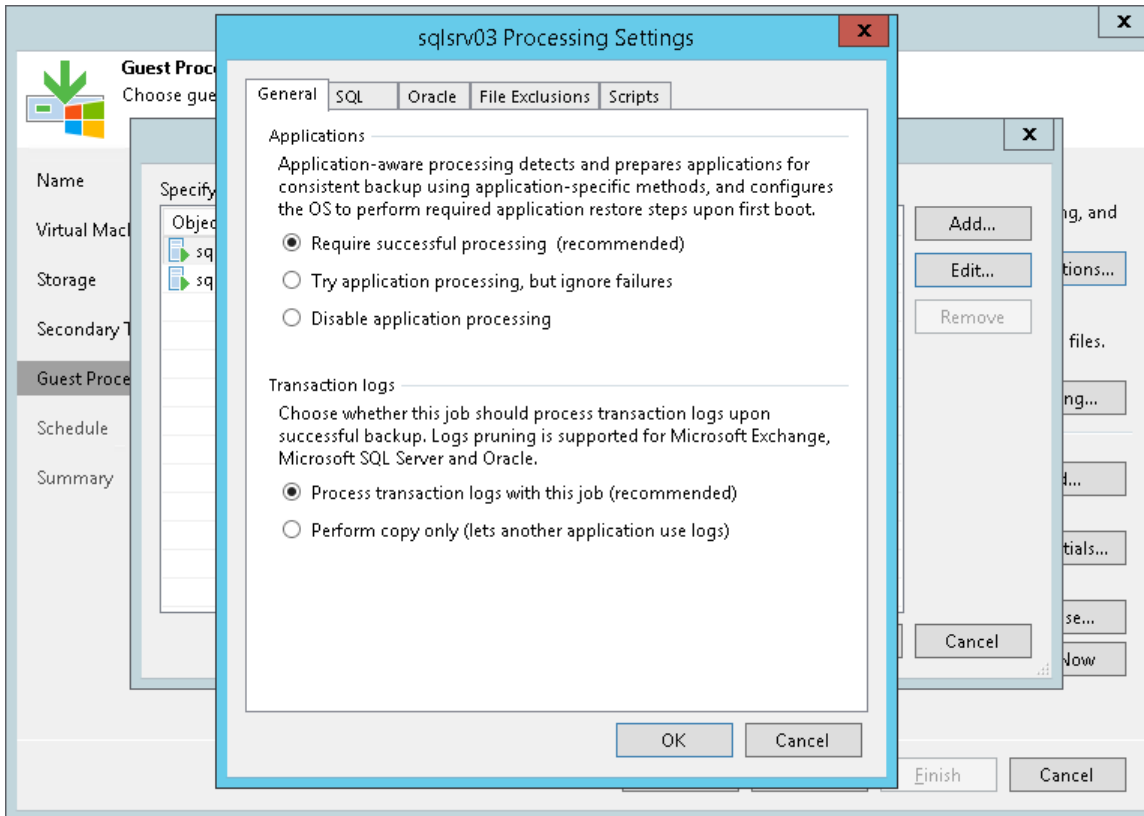 x
sqlsrv03 Processing Settings
x
Guest Proc
Choose gue
General SQL Oracle File Exclusions Scripts
x
Applications
Application-aware processing detects and prepares applications for
consistent backup using application-specific methods, and configures
the OS to perform required application restore steps upon first boot.
Require successful processing (recommended)
Try application processing, but ignore failures
Disable application processing
Transaction logs
Choose whether this job should process transaction logs upon
successful backup. Logs pruning is supported for Microsoft Exchange,
Microsoft SQL Server and Oracle.
Process transaction logs with this job (recommended)
Perform copy only (lets another application use logs)
OK Cancel
Name
Virtual Macl
Storage
Secondary T
Guest Proce
Schedule
Summary
Specify
Objec
sq
sq
Add...
Edit...
Remove
Cancel
ng, and
tions...
files.
ng...
d...
tials...
se...
Now
Finish Cancel